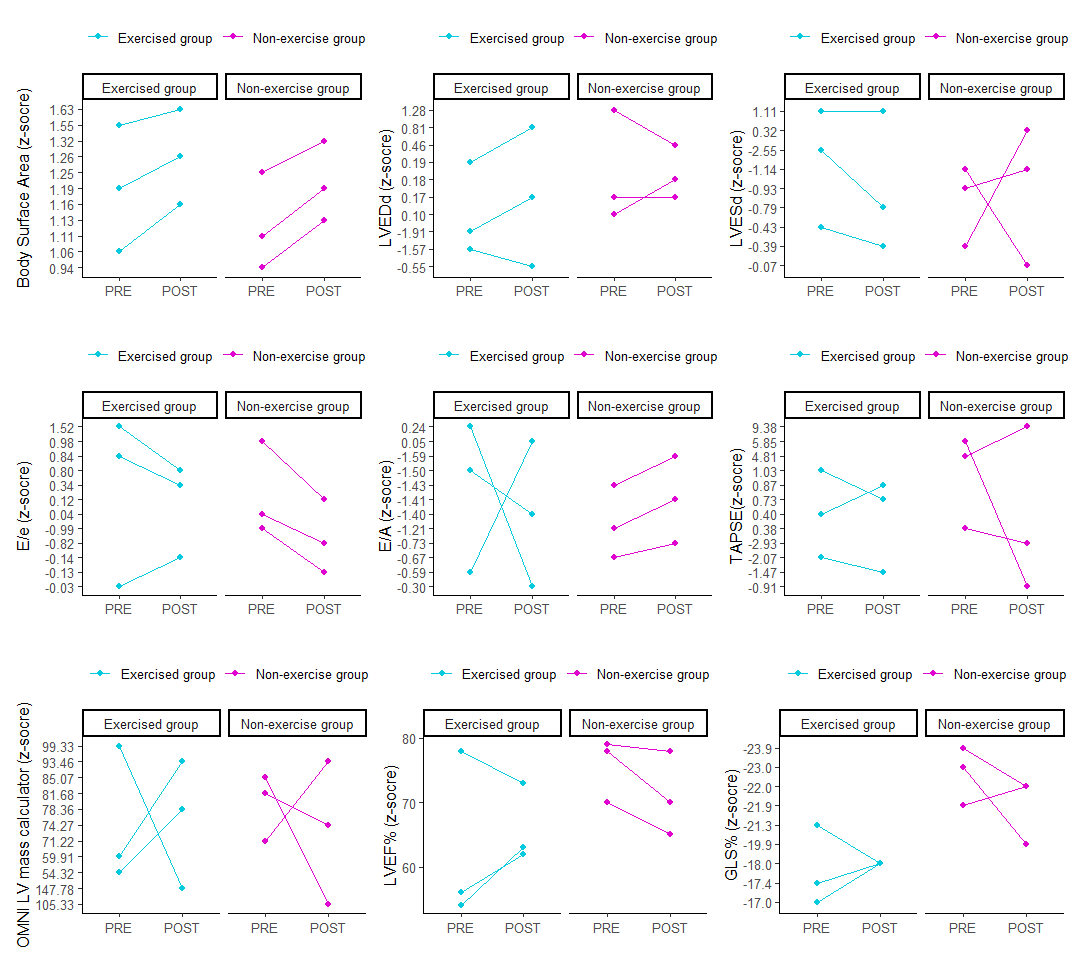 Exercised group Non-exercise group
Exercised group Non-exercise group
Body Surface Area (z-socre)
1.63
1.55
1.32
1.26
1.25
1.19
1.16
1.13
1.11
1.06
0.94
PRE POST PRE POST
Exercised group Non-exercise group
Exercised group Non-exercise group
LVEDd (z-socre)
1.28
0.81
0.46
0.19
0.18
0.17
0.10
-1.91
-1.57
-0.55
PRE POST PRE POST
Exercised group Non-exercise group
Exercised group Non-exercise group
LVESd (z-socre)
1.11
0.32
-2.55
-1.14
-0.93
-0.79
-0.43
-0.39
-0.07
PRE POST PRE POST
Exercised group Non-exercise group
Exercised group Non-exercise group
E/e (z-socre)
1.52
0.98
0.84
0.80
0.34
0.12
0.04
-0.99
-0.82
-0.14
-0.13
-0.03
PRE POST PRE POST
Exercised group Non-exercise group
Exercised group Non-exercise group
E/A (z-socre)
0.24
0.05
-1.59
-1.50
-1.43
-1.41
-1.40
-1.21
-0.73
-0.67
-0.59
-0.30
PRE POST PRE POST
Exercised group Non-exercise group
Exercised group Non-exercise group
TAPSE(z-socre)
9.38
5.85
4.81
1.03
0.87
0.73
0.40
0.38
-2.93
-2.07
-1.47
-0.91
PRE POST PRE POST
Exercised group Non-exercise group
Exercised group Non-exercise group
OMNI LV mass calculator (z-socre)
99.33
93.46
85.07
81.68
78.36
74.27
71.22
59.91
54.32
147.78
105.33
PRE POST PRE POST
Exercised group Non-exercise group
Exercised group Non-exercise group
LVEF% (z-socre)
80
70
60
PRE POST PRE POST
Exercised group Non-exercise group
Exercised group Non-exercise group
GLS% (z-socre)
-23.9
-23.0
-22.0
-21.9
-21.3
-19.9
-18.0
-17.4
-17.0
PRE POST PRE POST